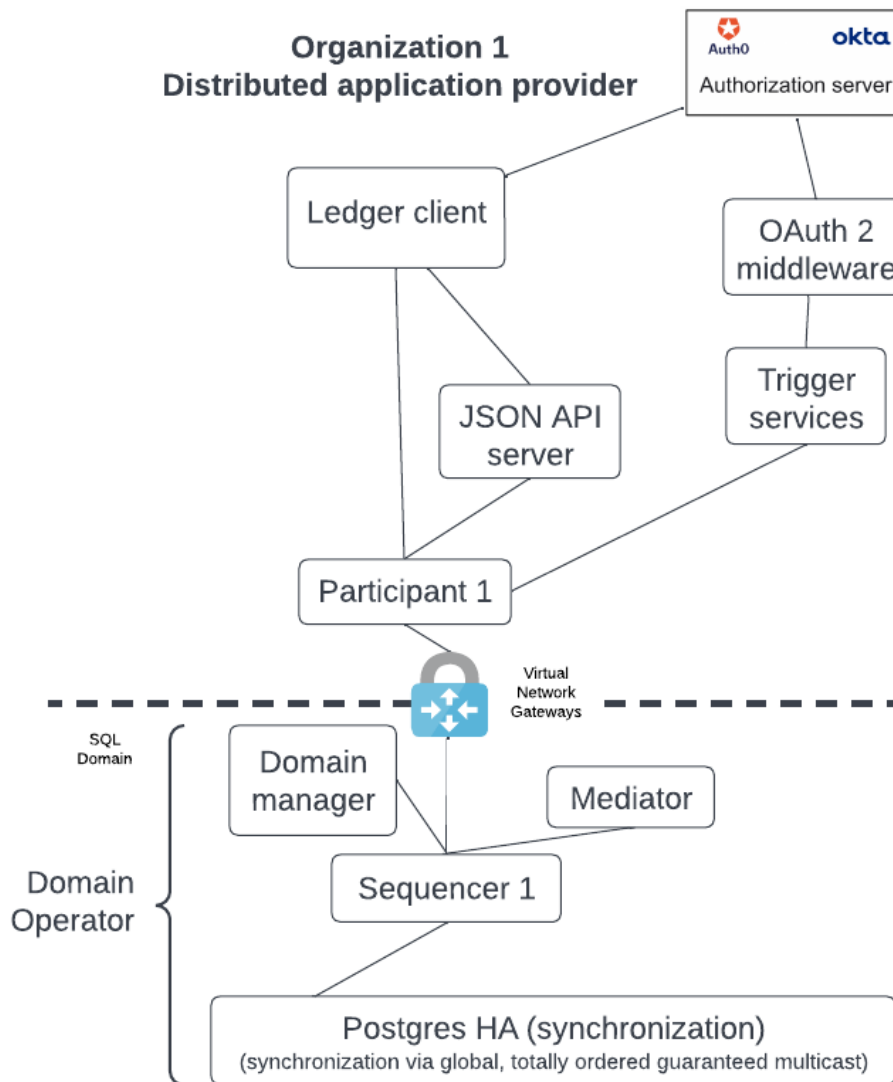 Organization 1
Distributed application provider
Auth0
okta
Authorization server
Ledger client
OAuth 2
middleware
JSON API
server
Trigger
services
Participant 1
Virtual
Network
Gateways
SQL
Domain
Domain
manager
Mediator
Domain
Operator
Sequencer 1
Postgres HA (synchronization)
(synchronization via global, totally ordered guaranteed multicast)